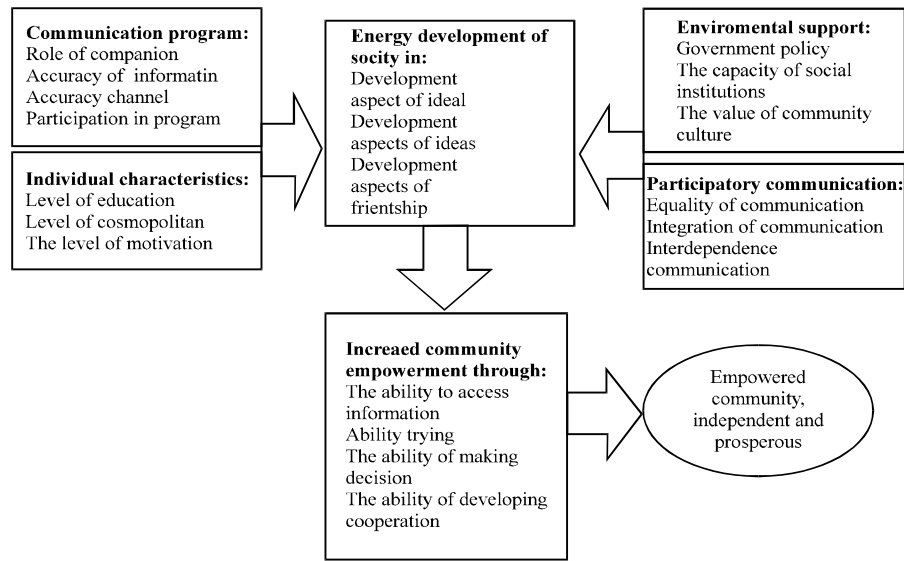 Communication program:
Role of companion
Accuracy of informatin
Accuracy channel
Participation in program
Individual characteristics:
Level of education
Level of cosmopolitan
The level of motivation
Energy development of
socity in:
Development
aspect of ideal
Development
aspects of ideas
Development
aspects of
frientship
Enviromental support:
Government policy
The capacity of social
institutions
The value of community
culture
Participatory communication:
Equality of communication
Integration of communication
Interdependence
communication
Increaed community
empowerment through:
The ability to access
information
Ability trying
The ability of making
decision
The ability of developing
cooperation
Empowered
community,
independent and
prosperous